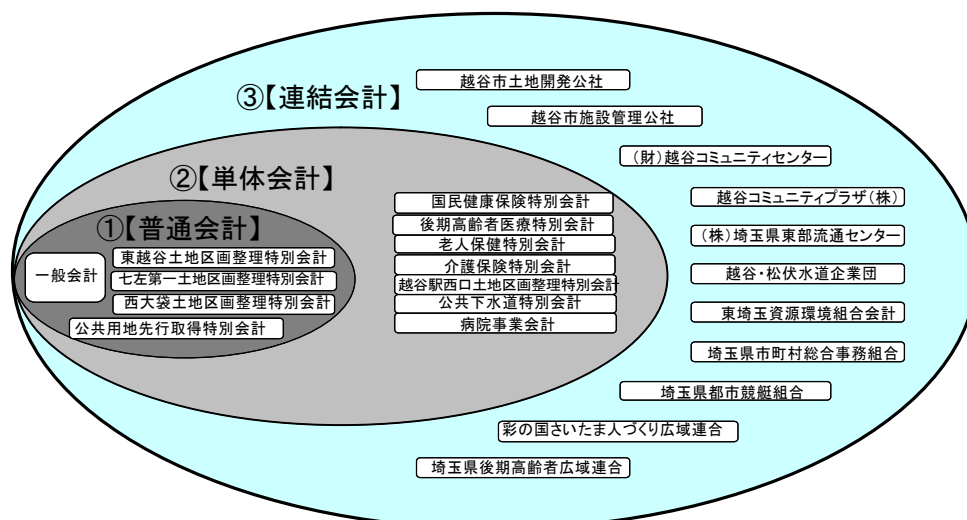 ③【連結会計】
②【単体会計】
①【普通会計】
一般会計
東越谷土地区画整理特別会計
七左第一土地区画整理特別会計
西大袋土地区画整理特別会計
公共用地先行取得特別会計
国民健康保険特別会計
後期高齢者医療特別会計
老人保健特別会計
介護保険特別会計
越谷駅西口土地区画整理特別会計
公共下水道特別会計
病院事業会計
越谷市土地開発公社
越谷市施設管理公社
(財)越谷コミュニティセンター
越谷コミュニティプラザ(株)
(株)埼玉県東部流通センター
越谷・松伏水道企業団
東埼玉資源環境組合会計
埼玉県市町村総合事務組合
埼玉県都市競艇組合
彩の国さいたま人づくり広域連合
埼玉県後期高齢者広域連合